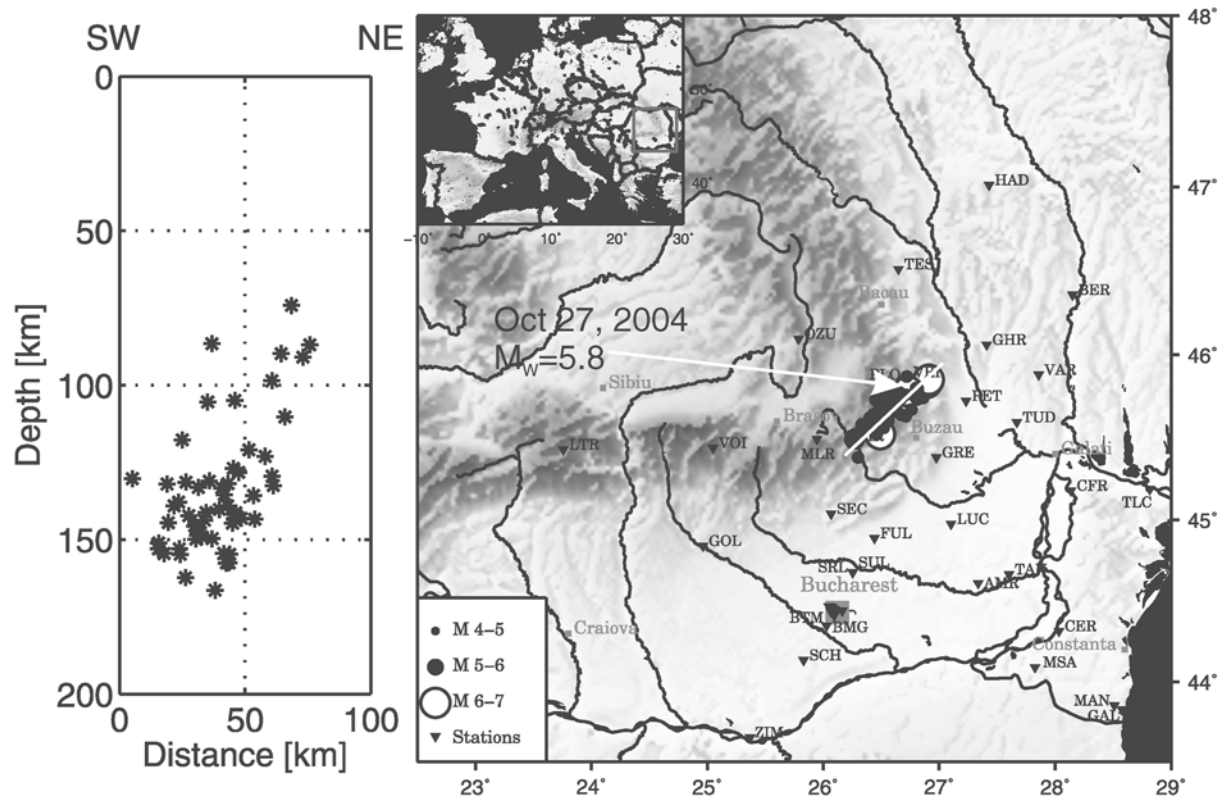 SW NE
0
50
100
150
200
Depth [km]
0 50 100
Distance [km]
48°
47°
46°
45°
44°
50°
40°
0° 10° 20° 30°
HAD
TES
Bacau
BER
Oct 27, 2004
Mw=5.8
OZU
GHR
VAR
Sibiu
PET
Brasov
TUD
Buzau
LTR
VOI
MLR
GRE
Galati
CFR
TLC
SEC
LUC
FUL
GOL
SRL
SUL
AMR
Bucharest
BTM
BMG
CER
Craiova
Constanta
SCH
MSA
MAN
GAL
ZIM
M 4–5
M 5–6
M 6–7
Stations
23° 24° 25° 26° 27° 28° 29°